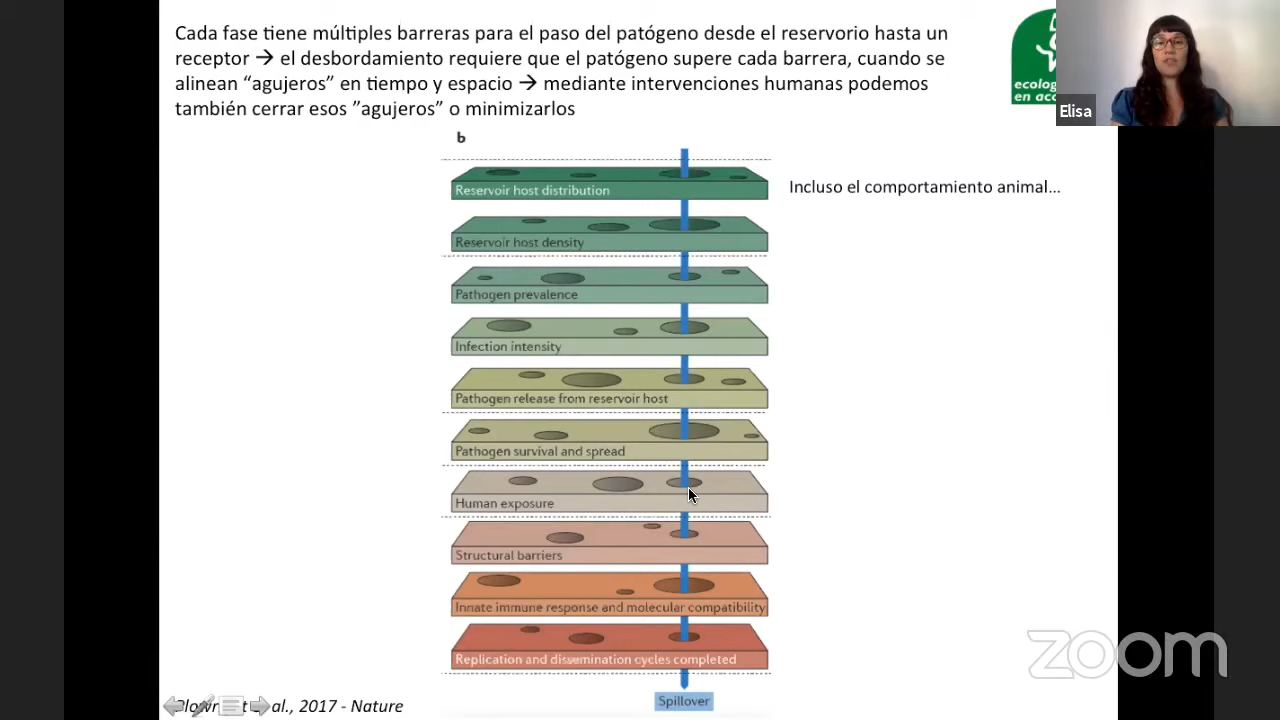 Cada fase tiene múltiples barreras para el paso del patógeno desde el reservorio hasta un
receptor → el desbordamiento requiere que el patógeno supere cada barrera, cuando se
alinean “agujeros” en tiempo y espacio → mediante intervenciones humanas podemos
también cerrar esos ”agujeros” o minimizarlos
en acc
Elisa
b
Incluso el comportamiento animal...
Reservoir host distribution
Reservoir host density
Pathogen prevalence
Infection intensity
Pathogen release from reservoir host
Pathogen survival and spread
Human exposure
Structural barriers
Innate immune response and molecular compatibility
Replication and dissemination cycles completed
Spillover
al., 2017 - Nature
zoom